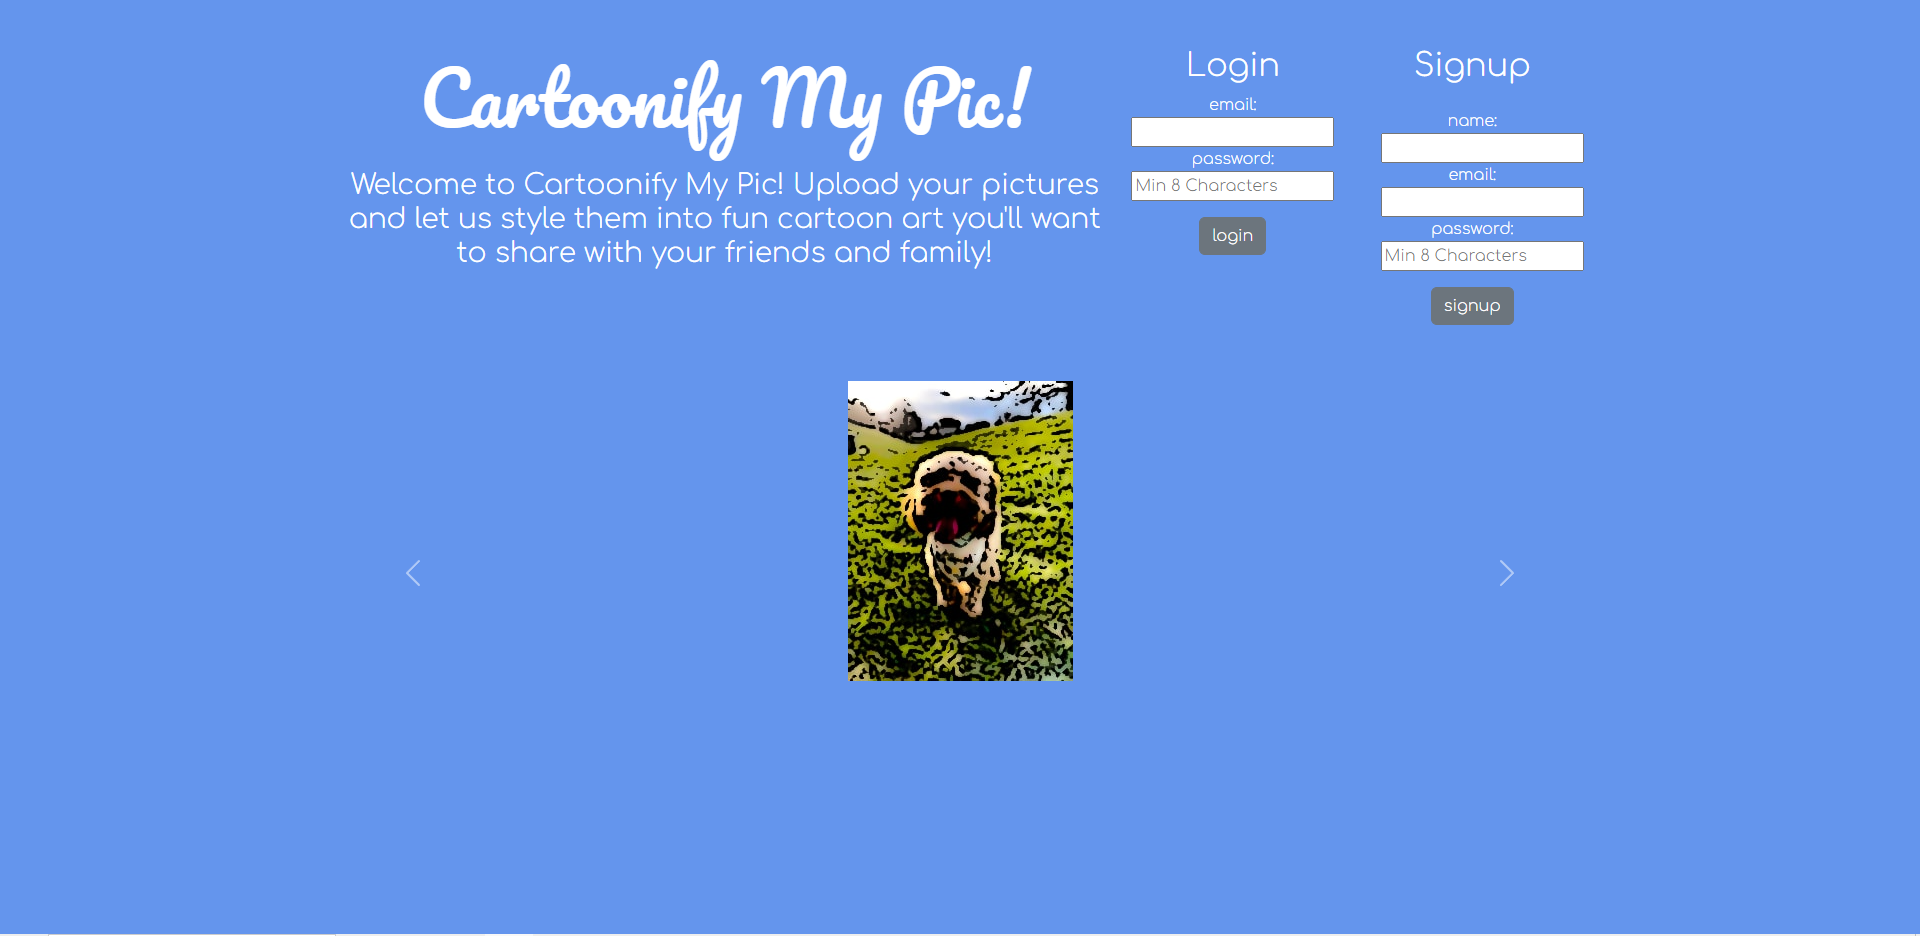 Cartoonify My Pic!
Welcome to Cartoonify My Pic! Upload your pictures
and let us style them into fun cartoon art you'll want
to share with your friends and family!
Login
email:
password:
Min 8 Characters
login
Signup
name:
email:
password:
Min 8 Characters
signup